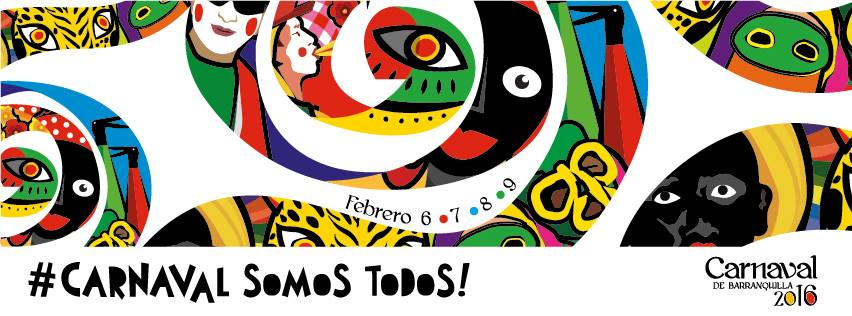 Febrero 6 • 7 • 8 • 9
#CARNAVAL SOMOS TODOS!
Carnaval
DE BARRANQUILLA
2016